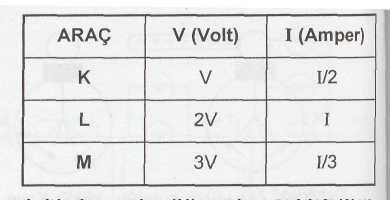 ARAÇ V (Volt) I (Amper)
K V I/2
L 2V I
M 3V I/3